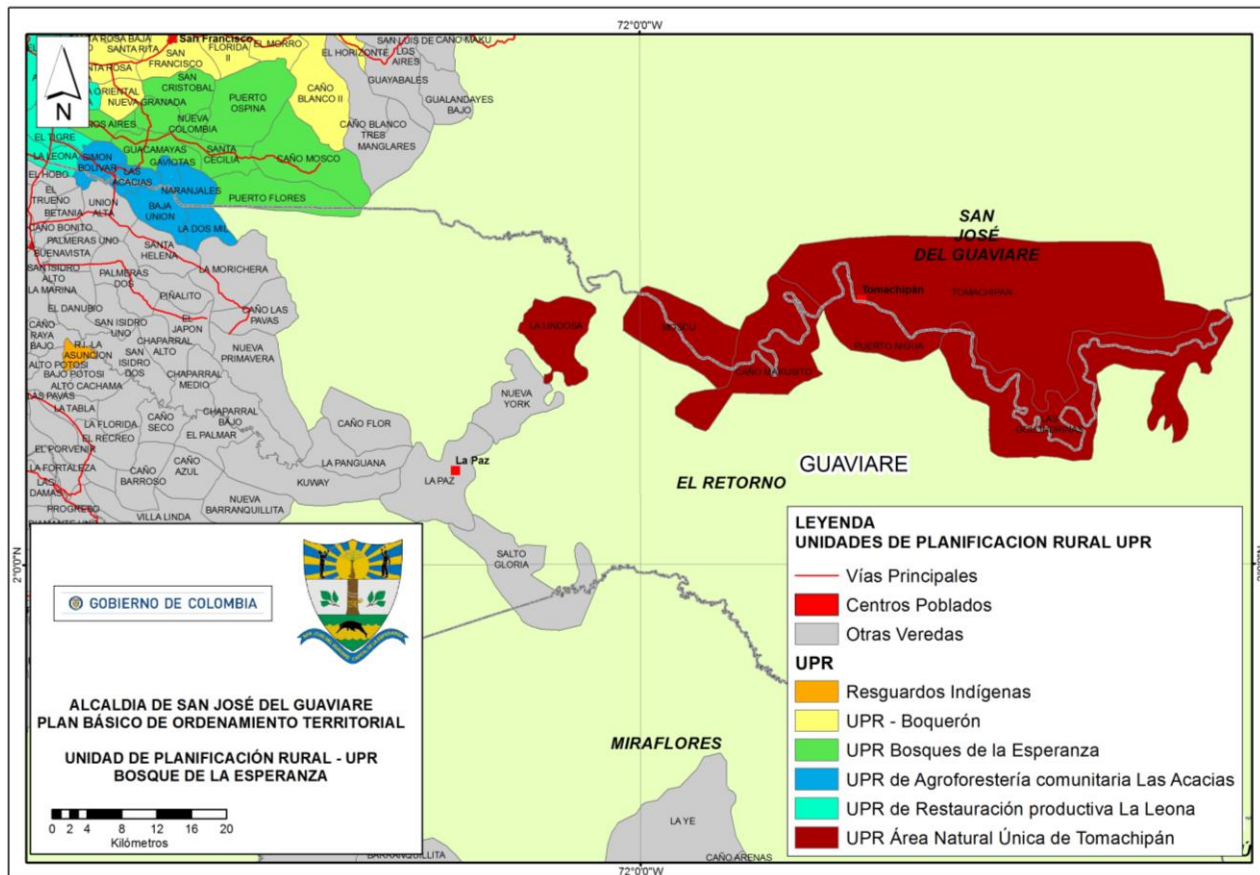 72°0'0"W
N
San Francisco
SANTA RITA
SAN
FRANCISCO
FLORIDA
II
EL MORRO
SAN LUIS DE
LOS
AIRES
CAÑO MAKU
EL HORIZONTE
GUAYABALES
GUALANDAYES
BAJO
SAN
CRISTOBAL
NUEVA GRANADA
PUERTO
OSPINA
CAÑO
BLANCO II
CAÑO BLANCO
TRES
MANGLARES
NUEVA
COLOMBIA
EL TIGRE
LA LEONA
SIMON
BOLIVAR
GUACAMAYAS
GAVIOTAS
SANTA
CECILIA
CAÑO MOSCO
LAS
ACACIAS
NARANJALES
PUERTO FLORES
EL HOBO
EL
TRUENO
BETANIA
UNION
ALTA
BAJA
UNION
LA DOS MIL
CAÑO BONITO
PALMERAS UNO
BUENAVISTA
SANTA
HELENA
LA MORICHERA
SAN ISIDRO
ALTO
LA MARINA
PALMERAS
DOS
PIÑALITO
CAÑO LAS
PAVAS
EL DANUBIO
SAN ISIDRO
UNO
EL
JAPON
CAÑO
RAYA
BAJO
R.I. LA
ASUNCION
CHAPARRAL
ALTO
NUEVA
PRIMAVERA
ALTO POTOSI
BAJO POTOSI
SAN
ISIDRO
DOS
ALTO CACHAMA
CHAPARRAL
MEDIO
LAS PAVAS
LA TABLA
LA FLORIDA
CAÑO
SECO
CHAPARRAL
BAJO
EL RECREO
EL PALMAR
CAÑO FLOR
NUEVA
YORK
EL PORVENIR
LA FORTALEZA
CAÑO
BARROSO
CAÑO
AZUL
LA PANGUANA
KUWAY
La Paz
LA PAZ
LAS
DAMAS
PROGRESO
VILLA LINDA
NUEVA
BARRANQUILLITA
SALTO
GLORIA
LA LINDOSA
MOSCU
CAÑO MAKUSITO
Tomachipán
TOMACHIPAN
PUERTO NIGUA
SAN
JOSÉ
DEL GUAVIARE
GUAVIARE
EL RETORNO
MIRAFLORES
LA YE
CAÑO ARENAS
BARRANQUILLITA
2°0'0"N
72°0'0"W
GOBIERNO DE COLOMBIA
ALCALDIA DE SAN JOSÉ DEL GUAVIARE
PLAN BÁSICO DE ORDENAMIENTO TERRITORIAL
UNIDAD DE PLANIFICACIÓN RURAL - UPR
BOSQUE DE LA ESPERANZA
0 2 4 8 12 16 20
Kilómetros
LEYENDA
UNIDADES DE PLANIFICACION RURAL UPR
Vías Principales
Centros Poblados
Otras Veredas
UPR
Resguardos Indígenas
UPR - Boquerón
UPR Bosques de la Esperanza
UPR de Agroforestería comunitaria Las Acacias
UPR de Restauración productiva La Leona
UPR Área Natural Única de Tomachipán